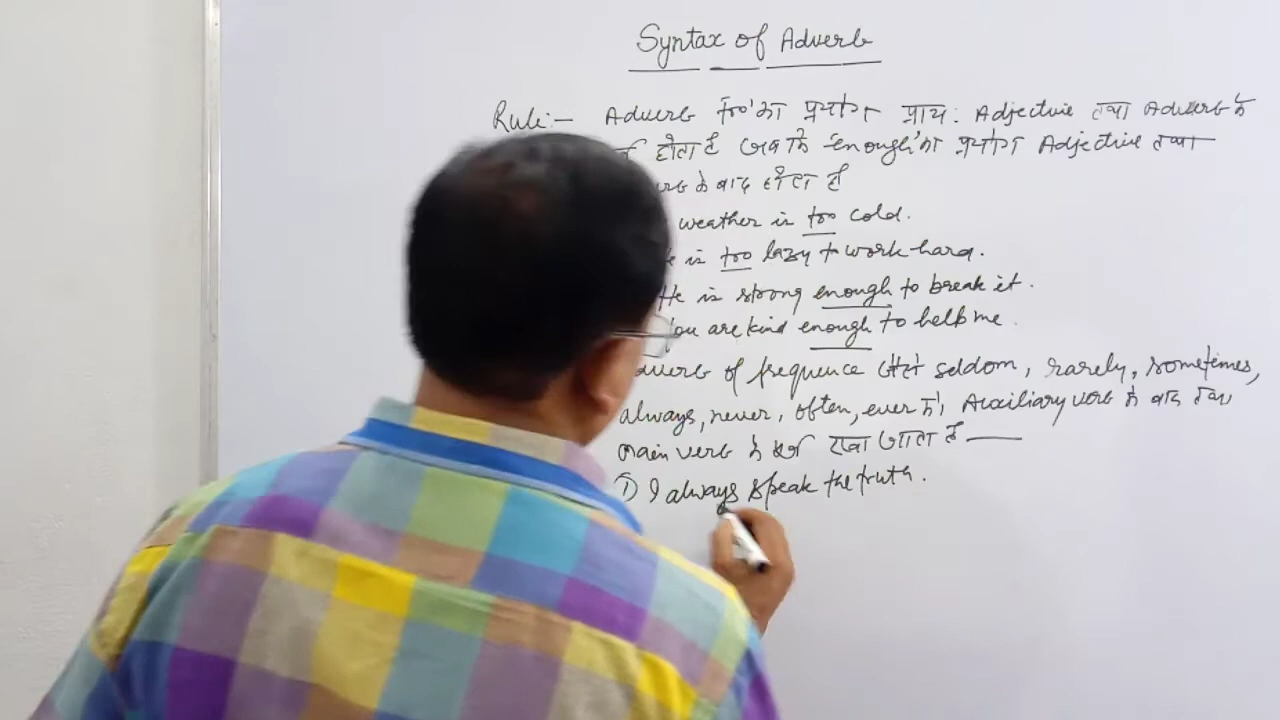 Syntax of Adverb
Rule:— Adverb 'too' का प्रयोग प्राय: Adjective तथा Adverb के
होता है जबकि 'enough' का प्रयोग Adjective तथा
के बाद होता है
weather is too cold.
is too lazy to work hard.
He is strong enough to break it.
you are kind enough to help me.
of frequence जैसे seldom, rarely, sometimes,
always, never, often, ever को Auxiliary verb के बाद तथा
main verb के पूर्व रखा जाता है —
1) I always speak the truth.